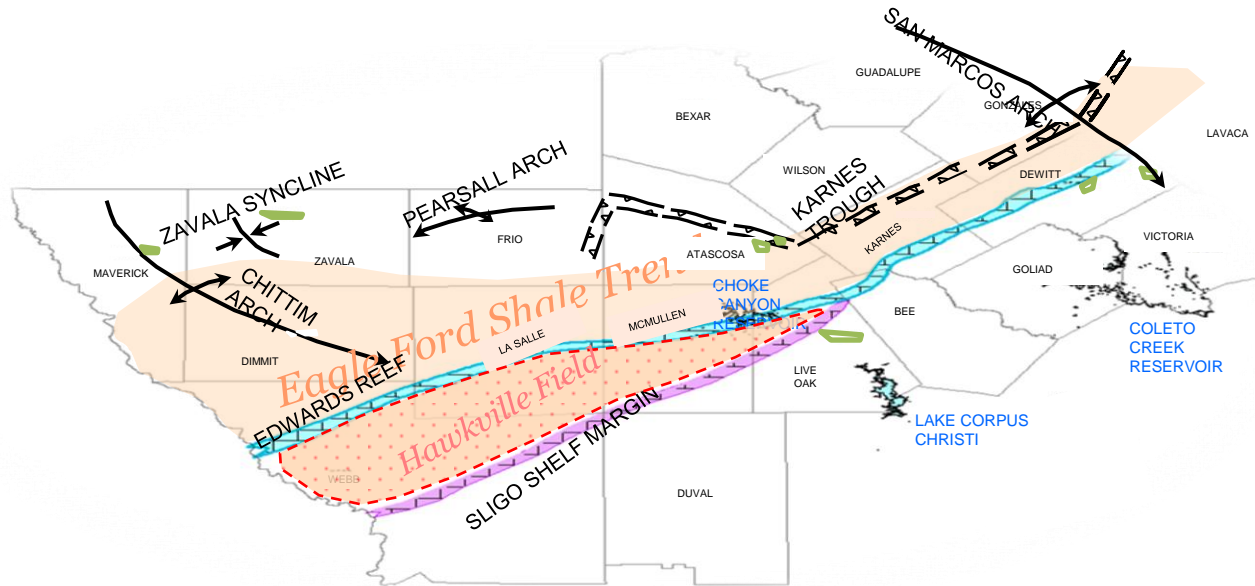 SAN MARCOS ARCH
GUADALUPE
GONZALES
BEXAR
LAVACA
WILSON
DEWITT
ZAVALA SYNCLINE
PEARSALL ARCH
KARNES
TROUGH
FRIO
KARNES
VICTORIA
MAVERICK
ZAVALA
ATASCOSA
GOLIAD
CHITTIM
ARCH
Eagle Ford Shale Tren
CHOKE
CANYON
RESERVOIR
BEE
MCMULLEN
LA SALLE
COLETO
CREEK
RESERVOIR
DIMMIT
LIVE
OAK
EDWARDS REEF
Hawkville Field
LAKE CORPUS
CHRISTI
SLIGO SHELF MARGIN
WEBB
DUVAL